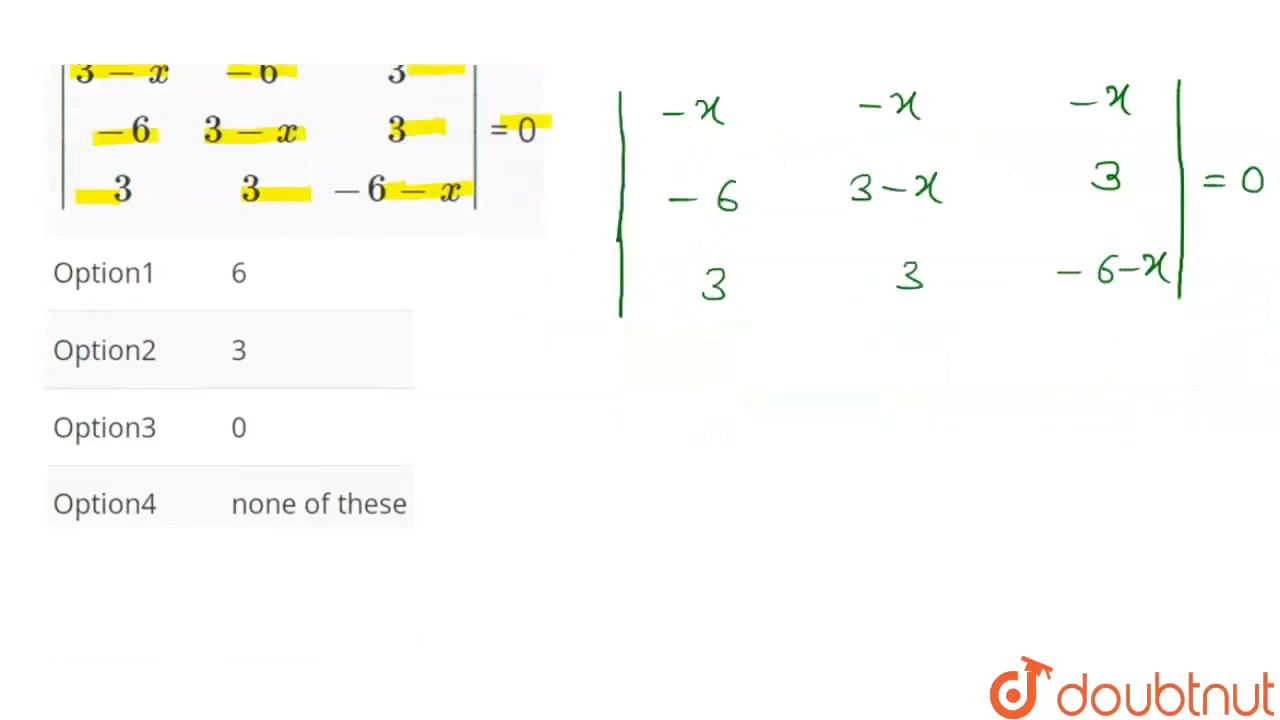 3 − x −6 3
−6 3 − x 3 = 0
3 3 −6 − x
Option1 6
Option2 3
Option3 0
Option4 none of these
-x -x -x
-6 3-x 3 = 0
3 3 -6-x
doubtnut